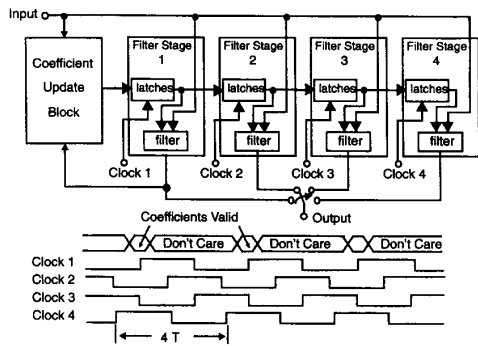 Input
Coefficient
Update
Block
Filter Stage
1
latches
filter
Clock 1
Filter Stage
2
latches
filter
Clock 2
Filter Stage
3
latches
filter
Clock 3
Filter Stage
4
latches
filter
Clock 4
Output
Coefficients Valid
Don't Care
Don't Care
Don't Care
Clock 1
Clock 2
Clock 3
Clock 4
4 T